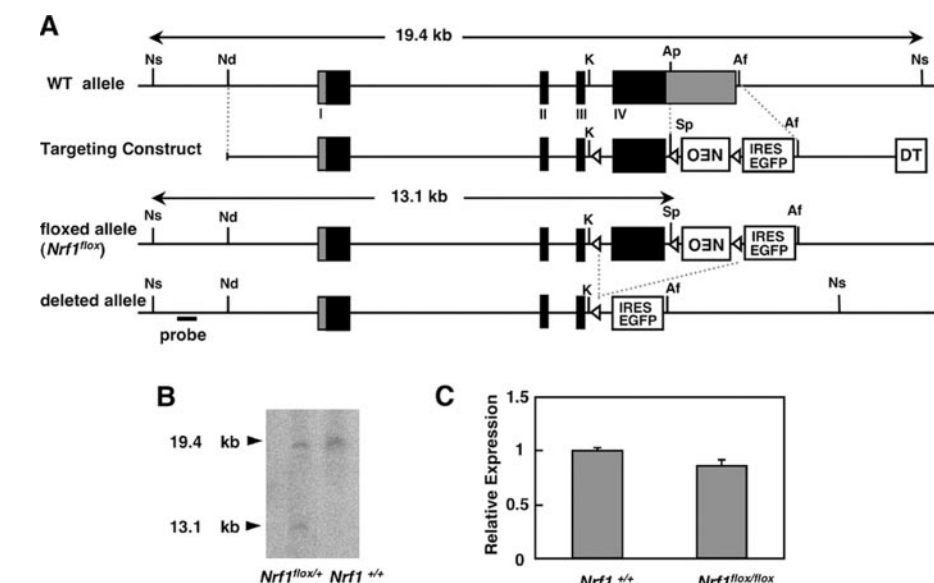 A
19.4 kb
Ns Nd K Ap Af Ns
WT allele
I II III IV
Targeting Construct
K Sp Af
NEO IRES EGFP DT
13.1 kb
Ns Nd K Sp Af
floxed allele
(Nrf1flox)
NEO IRES EGFP
deleted allele
Ns Nd K Af Ns
IRES EGFP
probe
B
19.4 kb
13.1 kb
Nrf1flox/+ Nrf1 +/+
C
Relative Expression
1.5
1
0.5
0
Nrf1 +/+ Nrf1flox/flox